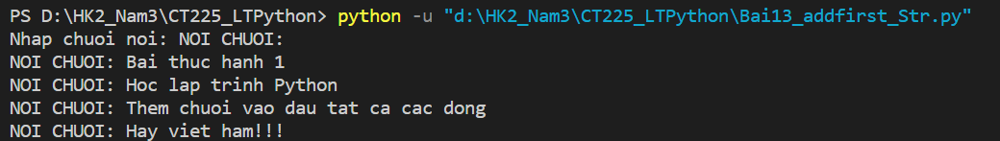 PS D:\HK2_Nam3\CT225_LTPython> python -u "d:\HK2_Nam3\CT225_LTPython\Bai13_addfirst_Str.py"
Nhap chuoi noi: NOI CHUOI:
NOI CHUOI: Bai thuc hanh 1
NOI CHUOI: Hoc lap trinh Python
NOI CHUOI: Them chuoi vao dau tat ca cac dong
NOI CHUOI: Hay viet ham!!!